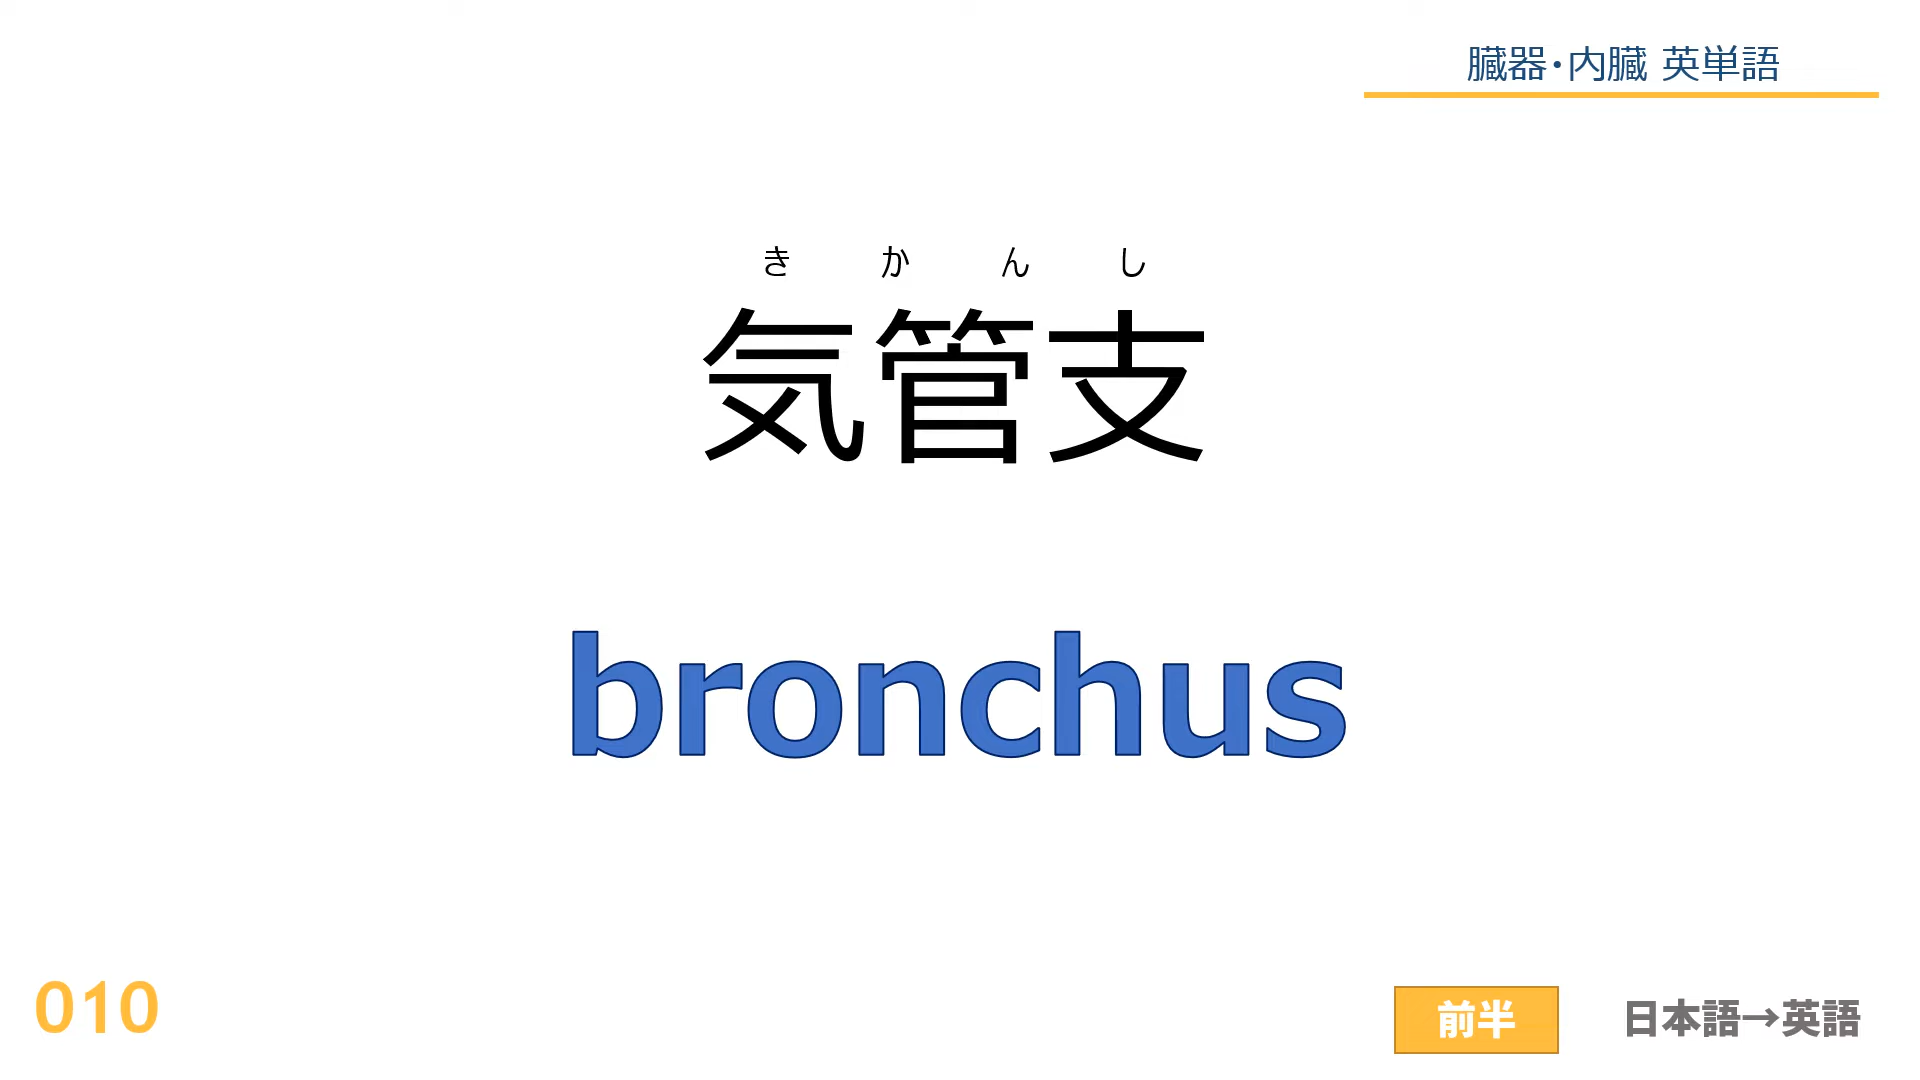 臓器・内臓 英単語
きかんし
気管支
bronchus
010
前半
日本語→英語